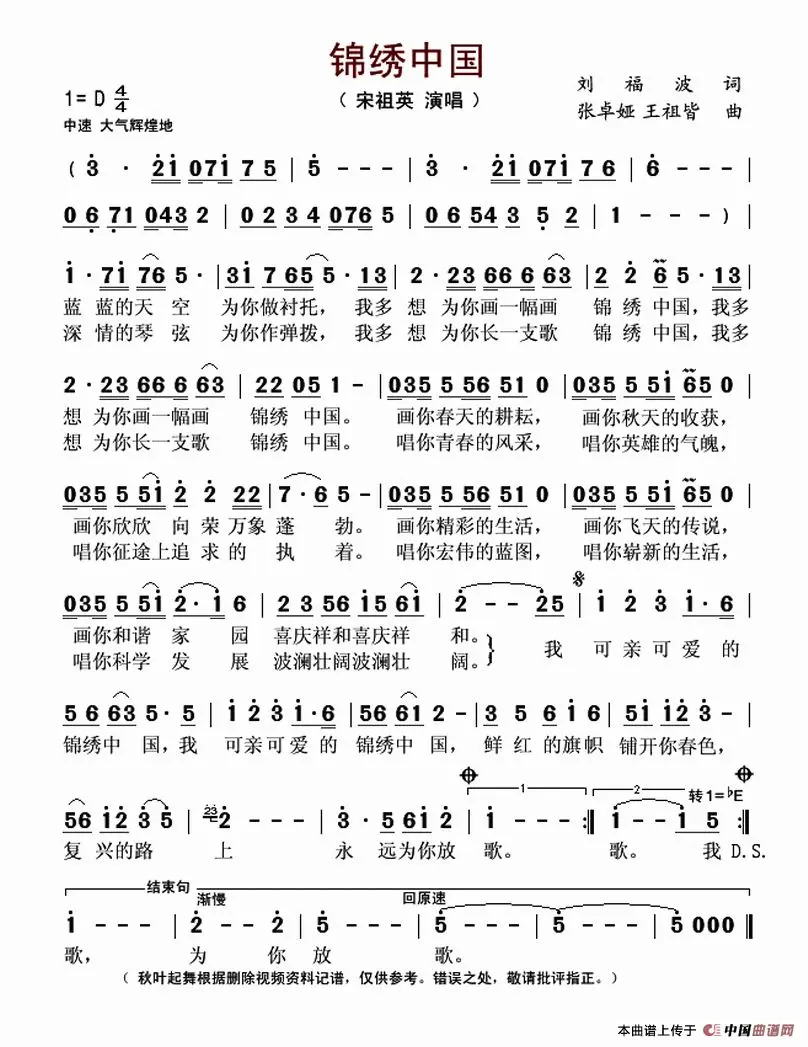 锦绣中国
1=D 4/4
（ 宋祖英 演唱 ）
刘 福 波 词
中速 大气辉煌地
张卓娅 王祖皆 曲
( 3 · 21 071 7 5 | 5 - - - | 3 · 21 071 7 6 | 6 - - - |
0 6 71 043 2 | 0 2 3 4 076 5 | 0 6 54 3 5 2 | 1 - - - ) |
1 · 71 76 5 · | 31 7 65 5 · 13 | 2 · 23 66 6 63 | 2 2 6 5 · 13 |
蓝 蓝的天 空 为你做衬托， 我多 想 为你画一幅画 锦 绣 中国，我多
深 情的琴 弦 为你作弹拨， 我多 想 为你长一支歌 锦 绣 中国，我多
2 · 23 66 6 63 | 22 05 1 - | 035 5 56 51 0 | 035 5 51 65 0 |
想 为你画一幅画 锦绣 中国。 画你春天的耕耘， 画你秋天的收获，
想 为你长一支歌 锦绣 中国。 唱你青春的风采， 唱你英雄的气魄，
035 5 51 2 2 22 | 7 · 6 5 - | 035 5 56 51 0 | 035 5 51 65 0 |
画你欣欣 向 荣 万象 蓬 勃。 画你精彩的生活， 画你飞天的传说，
唱你征途上追 求 的 执 着。 唱你宏伟的蓝图， 唱你崭新的生活，
035 5 51 2· 1 6 | 2 3 56 15 61 | 2 - - 25 | 1 2 3 1·6 |
画你和谐 家 园 喜庆祥和喜庆祥 和。
唱你科学 发 展 波澜壮阔波澜壮 阔。
我 可 亲 可 爱 的
5 6 63 5· 5 | 1 2 3 1·6 | 56 61 2 - | 3 5 6 1 6 | 51 12 3 - |
锦绣中 国，我 可亲可爱 的 锦绣中 国， 鲜 红 的旗帜 铺开你春色，
1 2 转1=♭E
56 12 3 5 | 23 2 - - - | 3 · 5 61 2 | 1 - - - :‖ 1 - - 1 5 :‖
复 兴的路 上 永 远为你放 歌。 歌。 我 D.S.
结束句 渐慢 回原速
1 - - - | 2 - - 2 | 5 - - - | 5 - - - | 5 - - - | 5 000 ‖
歌， 为 你 放 歌。
（ 秋叶起舞根据删除视频资料记谱，仅供参考。错误之处，敬请批评指正。）
本曲谱上传于 中国曲谱网